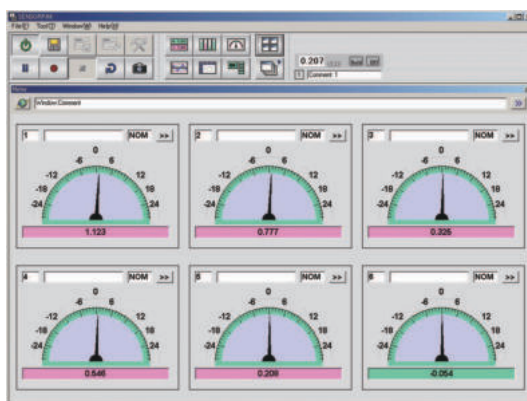 SENSORPAK
File(F) Tool(T) Window(W) Help(H)
0.207
1 Comment 1
Meter
Window Comment >>
1 NOM >>
2 NOM >>
3 NOM >>
-24 -18 -12 -6 0 6 12 18 24
-24 -18 -12 -6 0 6 12 18 24
-24 -18 -12 -6 0 6 12 18 24
1.123
0.777
0.325
4 NOM >>
5 NOM >>
6 NOM >>
-24 -18 -12 -6 0 6 12 18 24
-24 -18 -12 -6 0 6 12 18 24
-24 -18 -12 -6 0 6 12 18 24
0.546
0.208
-0.054